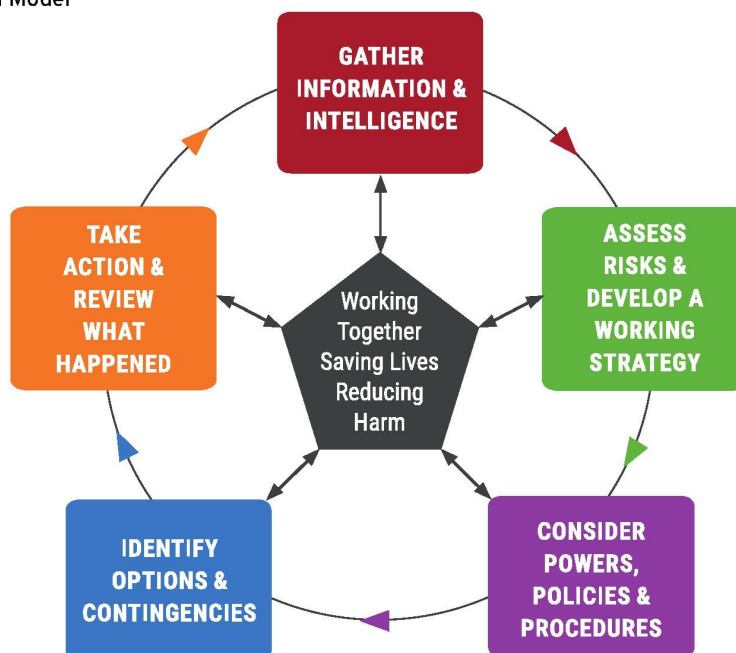 Model
GATHER
INFORMATION &
INTELLIGENCE
ASSESS
RISKS &
DEVELOP A
WORKING
STRATEGY
CONSIDER
POWERS,
POLICIES &
PROCEDURES
IDENTIFY
OPTIONS &
CONTINGENCIES
TAKE
ACTION &
REVIEW
WHAT
HAPPENED
Working
Together
Saving Lives
Reducing
Harm